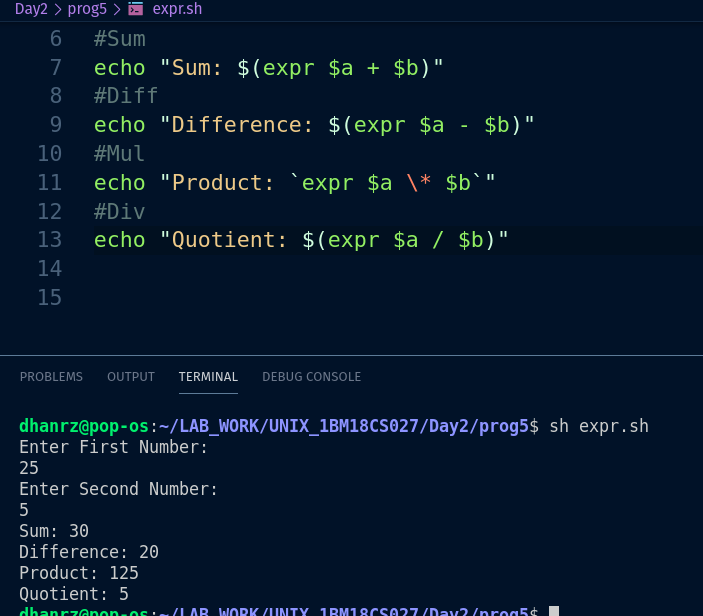 Day2 > prog5 > expr.sh
6 #Sum
7 echo "Sum: $(expr $a + $b)"
8 #Diff
9 echo "Difference: $(expr $a - $b)"
10 #Mul
11 echo "Product: `expr $a \* $b`"
12 #Div
13 echo "Quotient: $(expr $a / $b)"
14
15
PROBLEMS OUTPUT TERMINAL DEBUG CONSOLE
dhanrz@pop-os:~/LAB_WORK/UNIX_1BM18CS027/Day2/prog5$ sh expr.sh
Enter First Number:
25
Enter Second Number:
5
Sum: 30
Difference: 20
Product: 125
Quotient: 5
dhanrz@pop-os:~/LAB_WORK/UNIX_1BM18CS027/Day2/prog5$